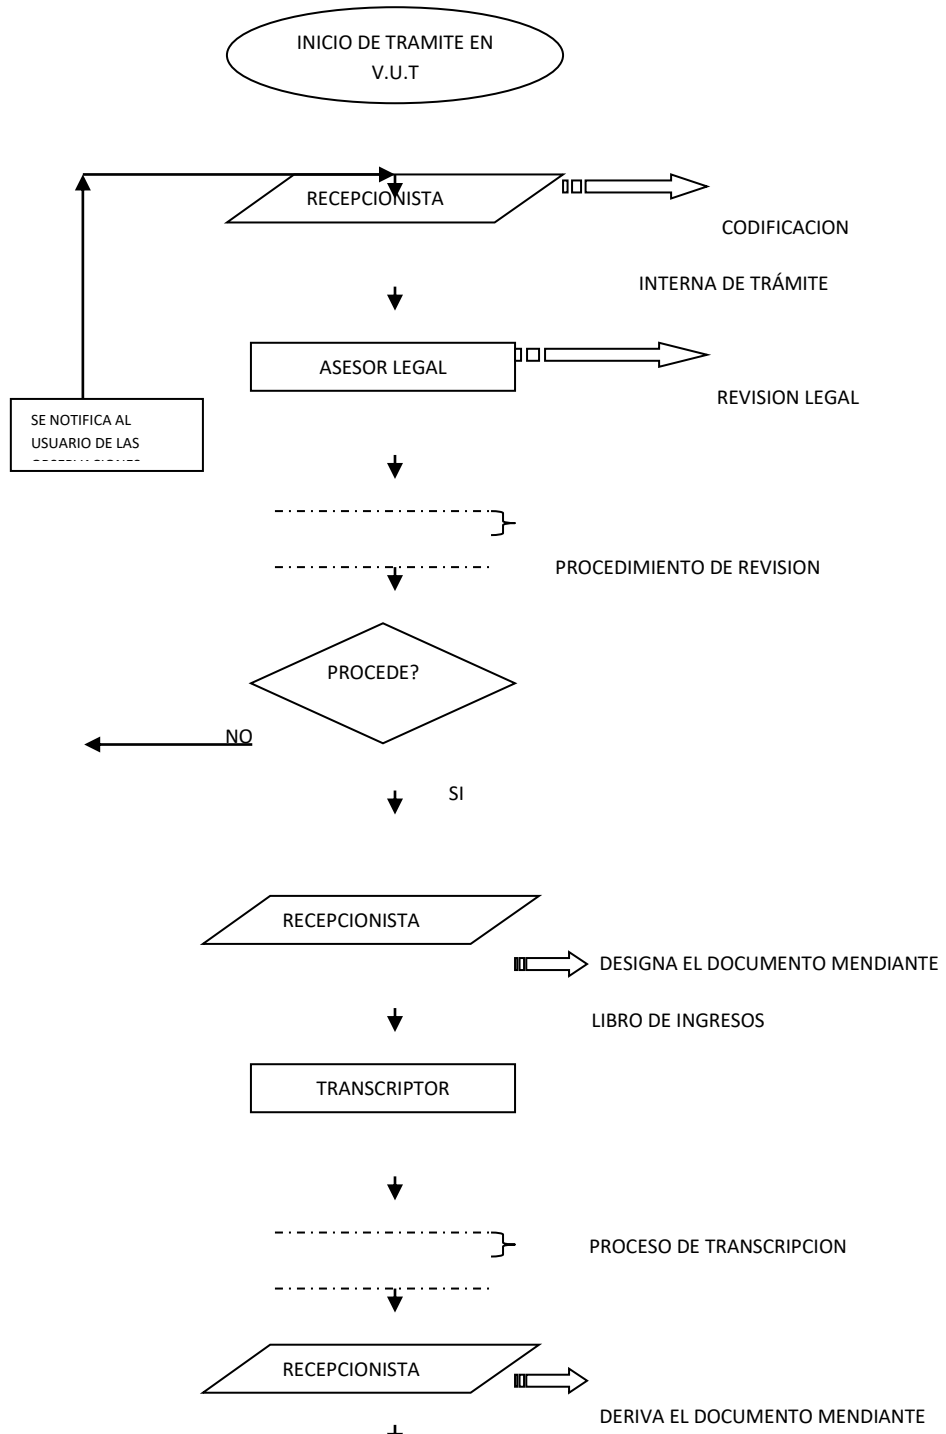 INICIO DE TRAMITE EN
V.U.T
RECEPCIONISTA
CODIFICACION
INTERNA DE TRÁMITE
ASESOR LEGAL
REVISION LEGAL
SE NOTIFICA AL
USUARIO DE LAS
PROCEDIMIENTO DE REVISION
PROCEDE?
NO
SI
RECEPCIONISTA
DESIGNA EL DOCUMENTO MENDIANTE
LIBRO DE INGRESOS
TRANSCRIPTOR
PROCESO DE TRANSCRIPCION
RECEPCIONISTA
DERIVA EL DOCUMENTO MENDIANTE